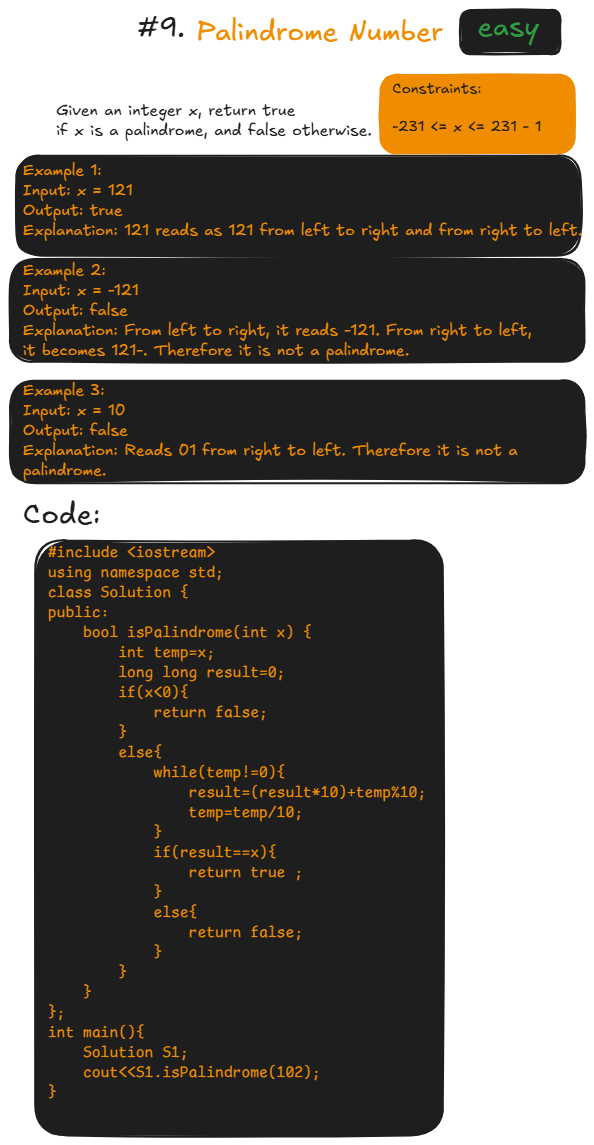 #9. Palindrome Number easy
Constraints:
-231 <= x <= 231 - 1
Given an integer x, return true
if x is a palindrome, and false otherwise.
Example 1:
Input: x = 121
Output: true
Explanation: 121 reads as 121 from left to right and from right to left.
Example 2:
Input: x = -121
Output: false
Explanation: From left to right, it reads -121. From right to left,
it becomes 121-. Therefore it is not a palindrome.
Example 3:
Input: x = 10
Output: false
Explanation: Reads 01 from right to left. Therefore it is not a
palindrome.
Code:
#include <iostream>
using namespace std;
class Solution {
public:
    bool isPalindrome(int x) {
        int temp=x;
        long long result=0;
        if(x<0){
            return false;
        }
        else{
            while(temp!=0){
                result=(result*10)+temp%10;
                temp=temp/10;
            }
            if(result==x){
                return true ;
            }
            else{
                return false;
            }
        }
    }
};
int main(){
    Solution S1;
    cout<<S1.isPalindrome(102);
}